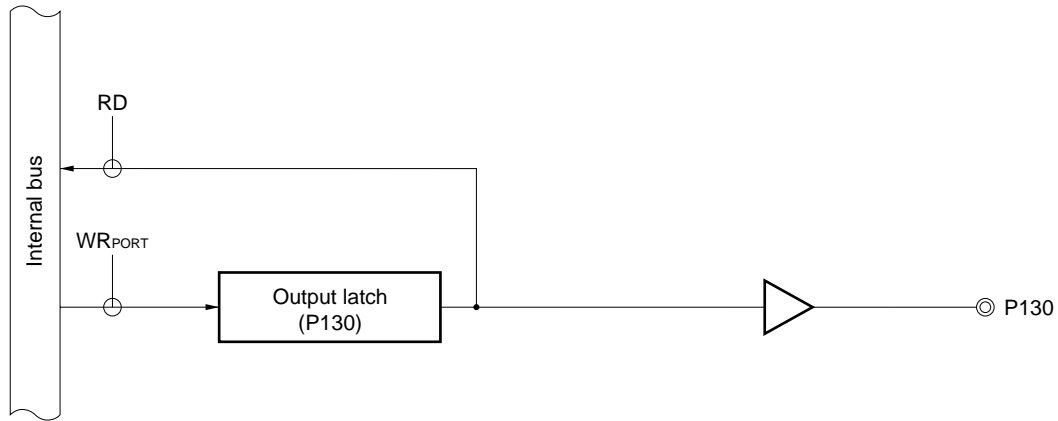 RD
Internal bus
WRPORT
Output latch
(P130)
P130